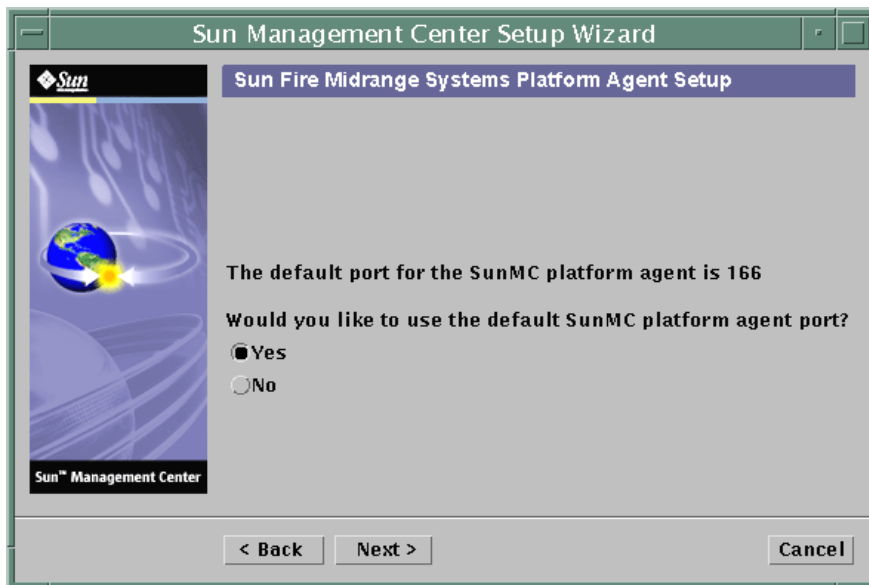 Sun Management Center Setup Wizard
Sun
Sun Fire Midrange Systems Platform Agent Setup
The default port for the SunMC platform agent is 166
Would you like to use the default SunMC platform agent port?
Yes
No
Sun™ Management Center
< Back
Next >
Cancel